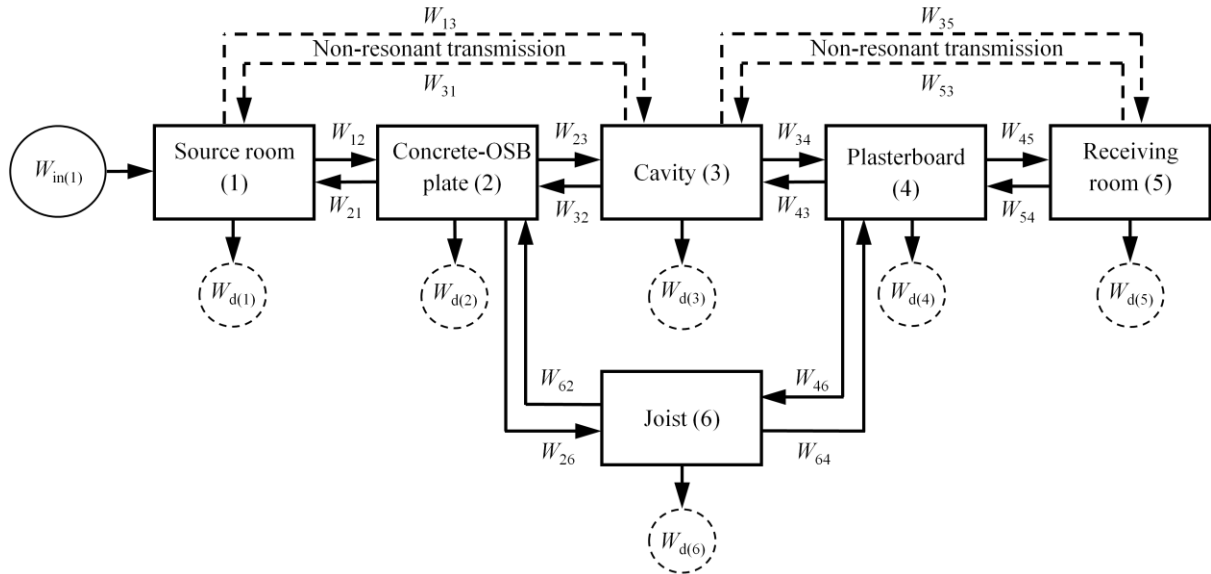 W13
W35
Non-resonant transmission
Non-resonant transmission
W31
W53
Win(1)
Source room
(1)
W12
W21
Concrete-OSB
plate (2)
W23
W32
Cavity (3)
W34
W43
Plasterboard
(4)
W45
W54
Receiving
room (5)
Wd(1)
Wd(2)
Wd(3)
Wd(4)
Wd(5)
W62
W26
Joist (6)
W46
W64
Wd(6)